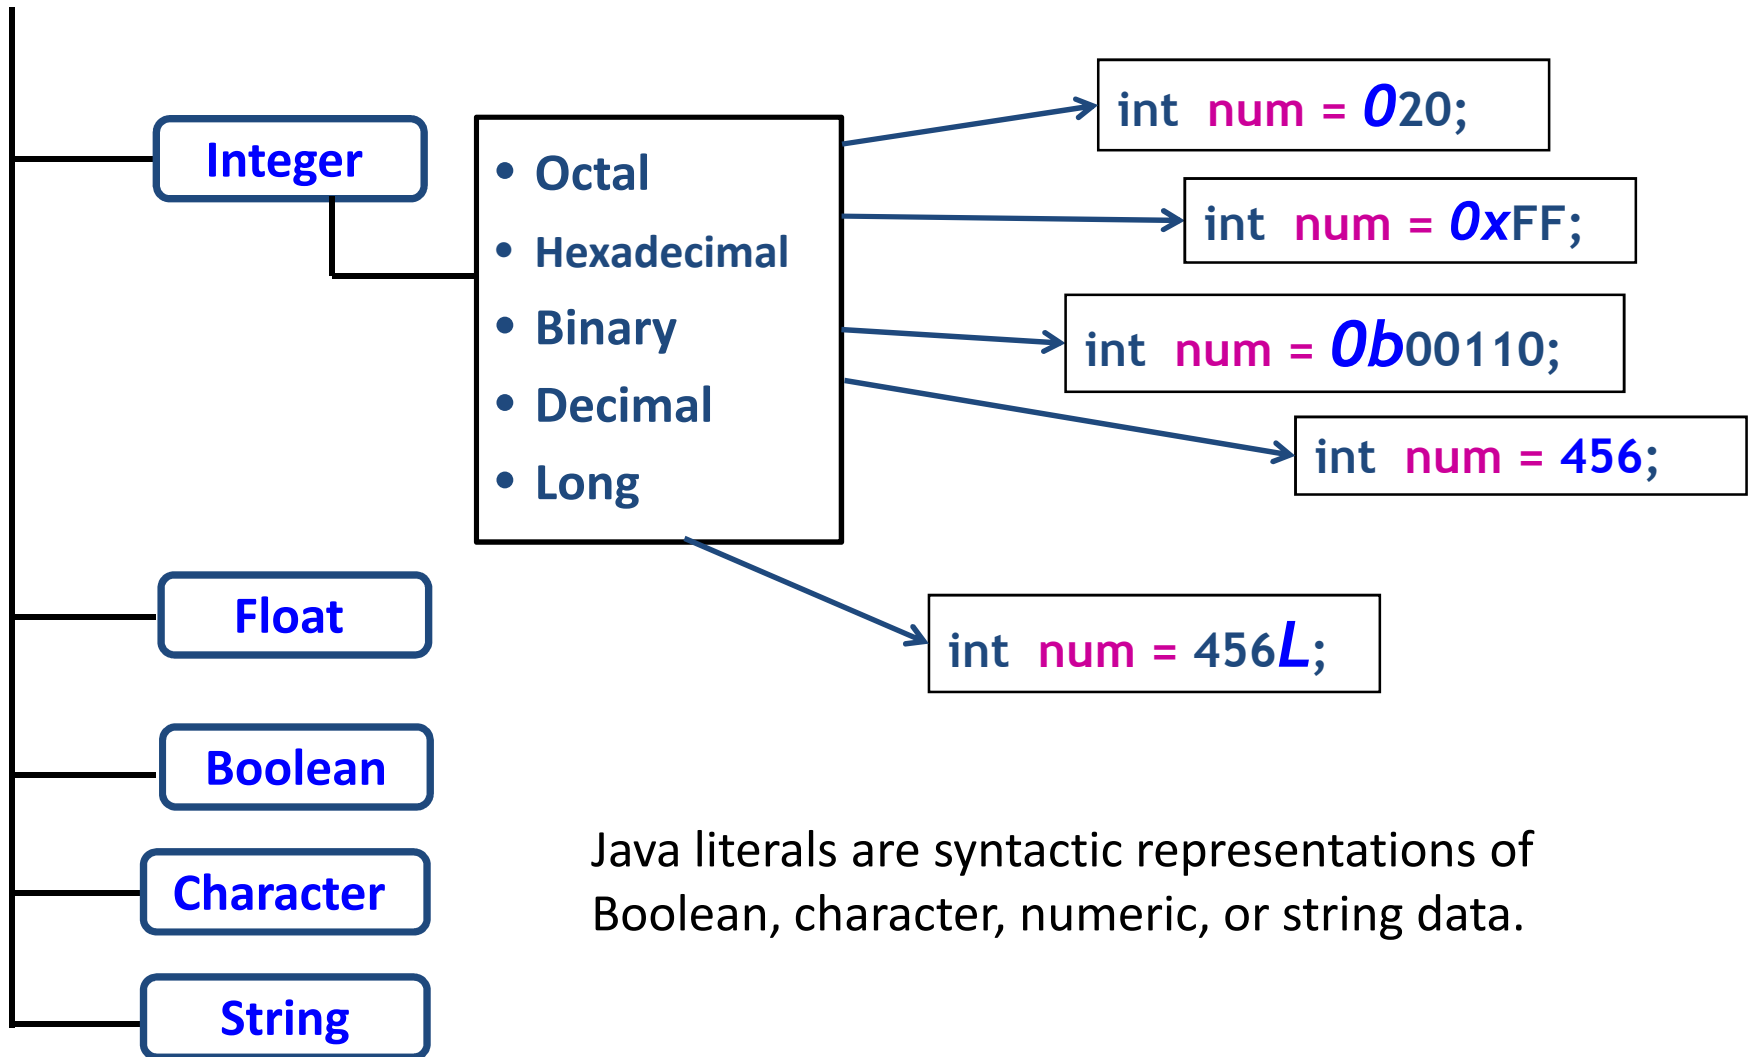 Integer
• Octal
• Hexadecimal
• Binary
• Decimal
• Long
int num = 020;
int num = 0xFF;
int num = 0b00110;
int num = 456;
int num = 456L;
Float
Boolean
Character
String
Java literals are syntactic representations of
Boolean, character, numeric, or string data.